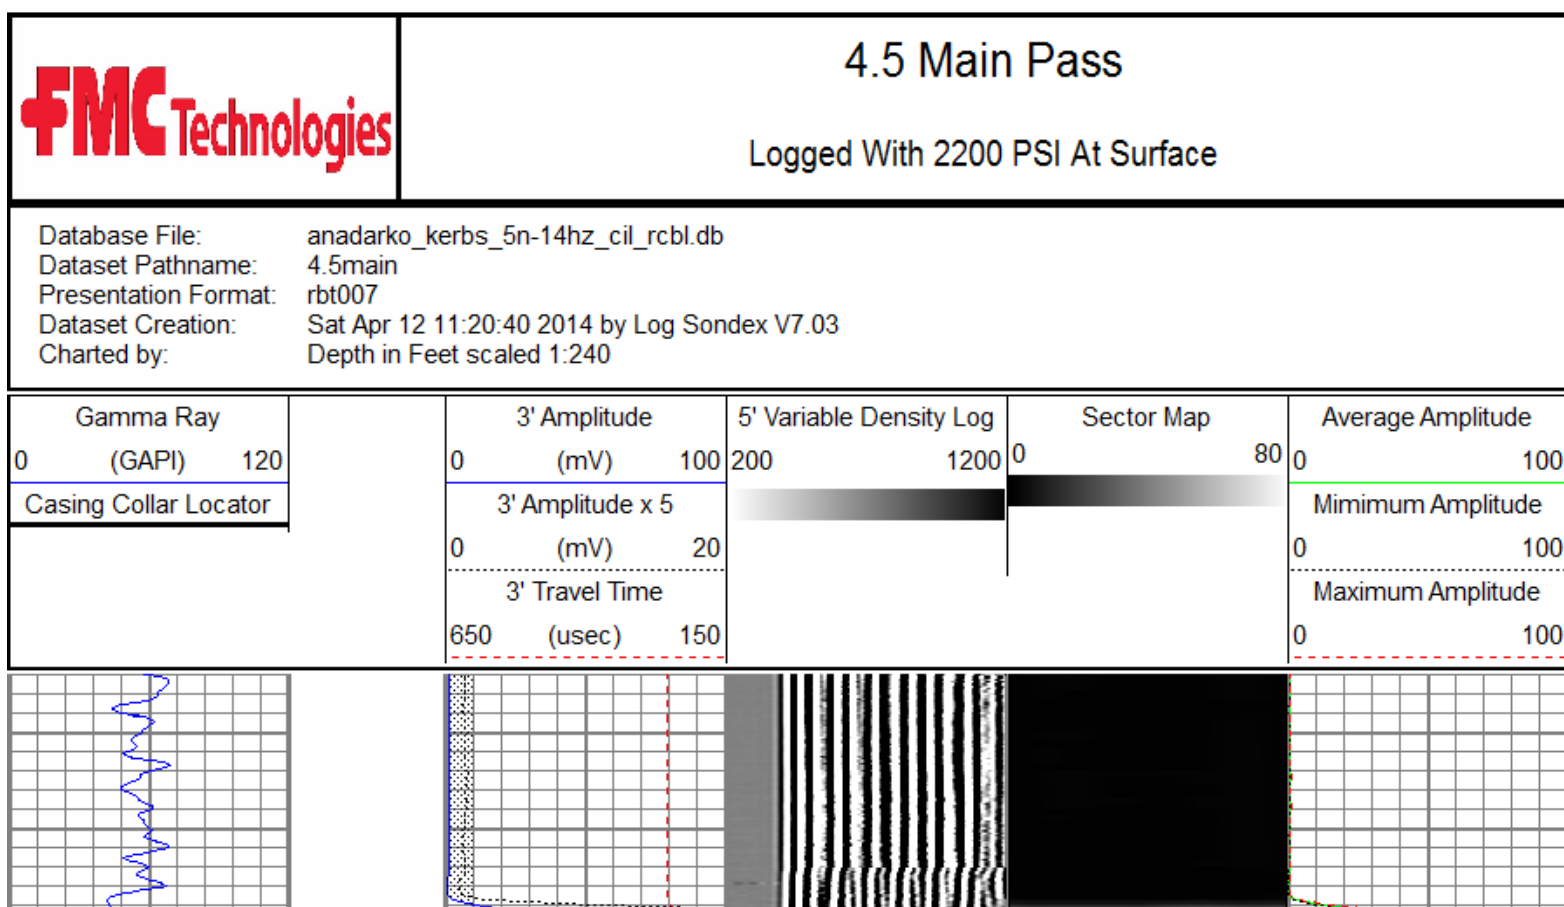 FMC Technologies
4.5 Main Pass
Logged With 2200 PSI At Surface
Database File: anadarko_kerbs_5n-14hz_cil_rcbl.db
Dataset Pathname: 4.5main
Presentation Format: rbt007
Dataset Creation: Sat Apr 12 11:20:40 2014 by Log Sondex V7.03
Charted by: Depth in Feet scaled 1:240
Gamma Ray
0 (GAPI) 120
Casing Collar Locator
3' Amplitude
0 (mV) 100
3' Amplitude x 5
0 (mV) 20
3' Travel Time
650 (usec) 150
5' Variable Density Log
200 1200
Sector Map
0 80
Average Amplitude
0 100
Mimimum Amplitude
0 100
Maximum Amplitude
0 100